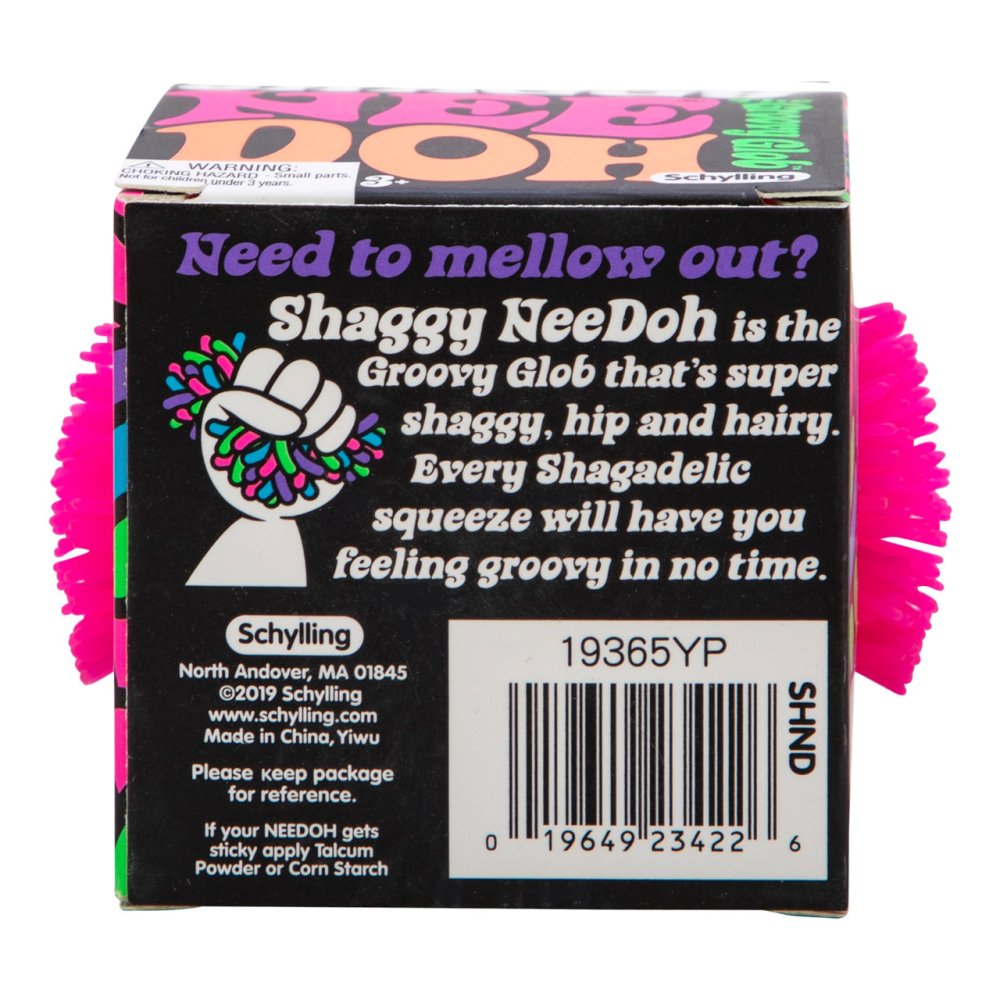 NEE
DOH
Groovy Glob
Schylling
WARNING:
CHOKING HAZARD - Small parts.
Not for children under 3 years.
3+
Need to mellow out?
Shaggy NeeDoh is the
Groovy Glob that's super
shaggy, hip and hairy.
Every Shagadelic
squeeze will have you
feeling groovy in no time.
Schylling
North Andover, MA 01845
©2019 Schylling
www.schylling.com
Made in China, Yiwu
Please keep package
for reference.
If your NEEDOH gets
sticky apply Talcum
Powder or Corn Starch
19365YP
SHND
0 19649 23422 6